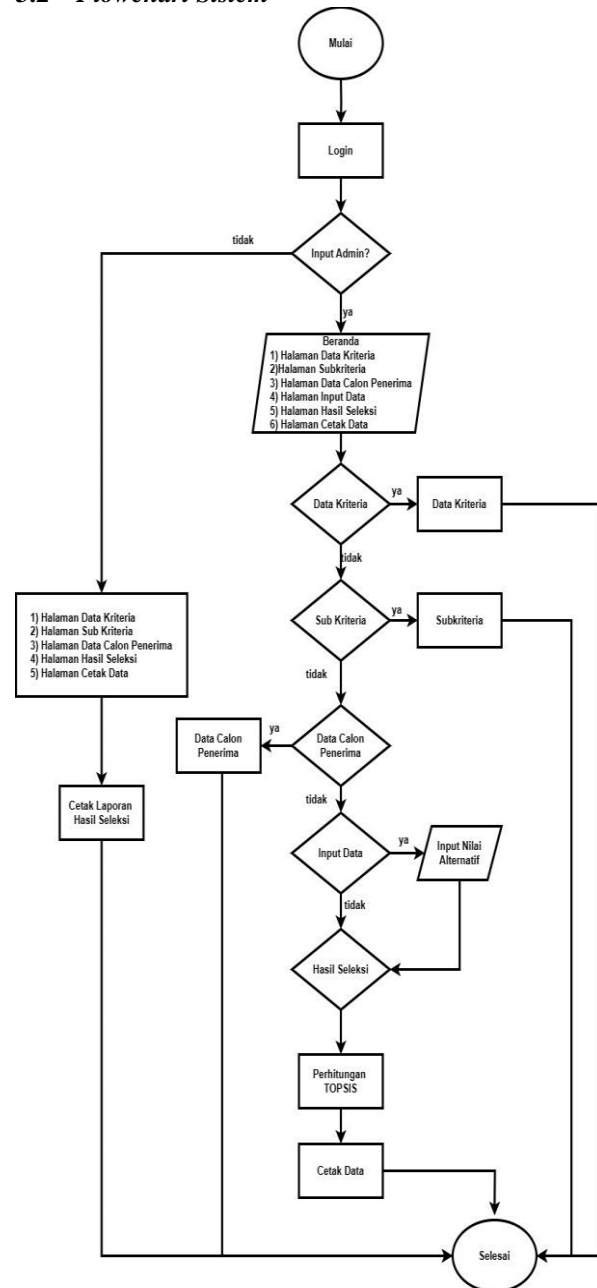 3.2 Flowchart Sistem
Mulai
Login
tidak
Input Admin?
ya
Beranda
1) Halaman Data Kriteria
2)Halaman Subkriteria
3) Halaman Data Calon Penerima
4) Halaman Input Data
5) Halaman Hasil Seleksi
6) Halaman Cetak Data
Data Kriteria
ya
Data Kriteria
tidak
1) Halaman Data Kriteria
2) Halaman Sub Kriteria
3) Halaman Data Calon Penerima
4) Halaman Hasil Seleksi
5) Halaman Cetak Data
Sub Kriteria
ya
Subkriteria
tidak
Data Calon
Penerima
ya
Data Calon
Penerima
tidak
Cetak Laporan
Hasil Seleksi
Input Data
ya
Input Nilai
Alternatif
tidak
Hasil Seleksi
Perhitungan
TOPSIS
Cetak Data
Selesai